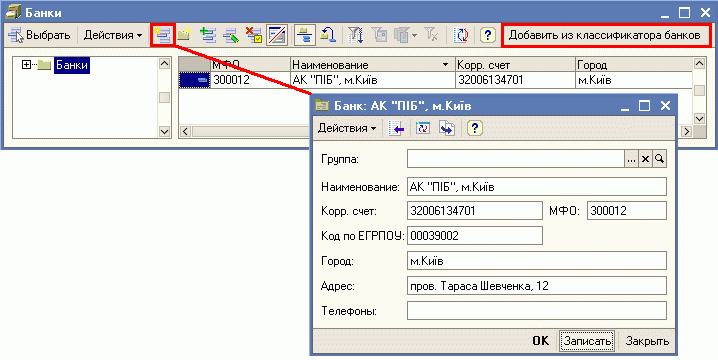 Банки
Выбрать Действия ? Добавить из классификатора банков
Банки
МФО Наименование Корр. счет Город
300012 АК "ПІБ", м.Київ 32006134701 м.Київ
Банк: АК "ПІБ", м.Київ
Действия ?
Группа: ... x
Наименование: АК "ПІБ", м.Київ
Корр. счет: 32006134701 МФО: 300012
Код по ЕГРПОУ: 00039002
Город: м.Київ
Адрес: пров. Тараса Шевченка, 12
Телефоны:
OK Записать Закрыть